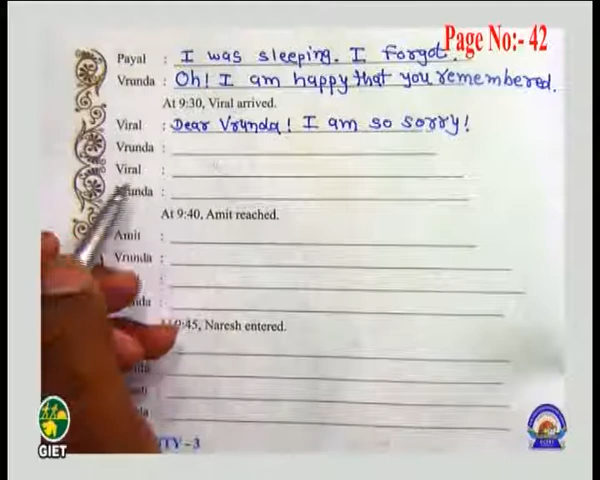 Page No:- 42
Payal : I was sleeping. I forgot.
Vrunda : Oh! I am happy that you remembered.
At 9:30, Viral arrived.
Viral : Dear Vrunda! I am so sorry!
Vrunda :
Viral :
Vrunda :
At 9:40, Amit reached.
Amit :
Vrunda :
:
nda :
9:45, Naresh entered.
:
:
:
:
TY-3
GIET